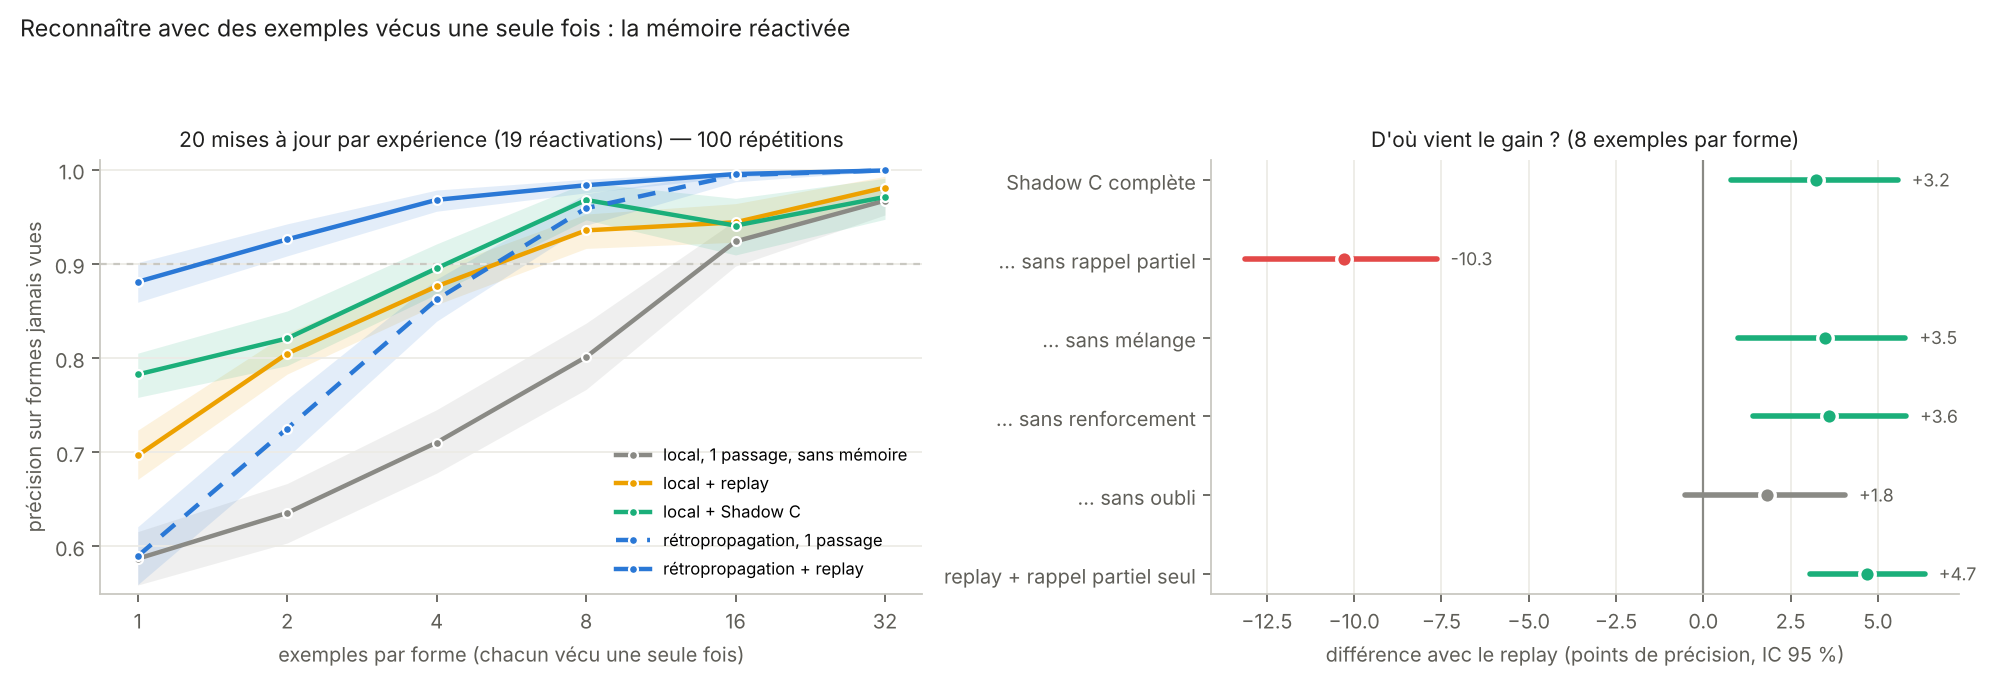 Reconnaître avec des exemples vécus une seule fois : la mémoire réactivée
20 mises à jour par expérience (19 réactivations) — 100 répétitions
précision sur formes jamais vues
1.0
0.9
0.8
0.7
0.6
local, 1 passage, sans mémoire
local + replay
local + Shadow C
rétropropagation, 1 passage
rétropropagation + replay
1 2 4 8 16 32
exemples par forme (chacun vécu une seule fois)
D'où vient le gain ? (8 exemples par forme)
Shadow C complète +3.2
... sans rappel partiel -10.3
... sans mélange +3.5
... sans renforcement +3.6
... sans oubli +1.8
replay + rappel partiel seul +4.7
−12.5 −10.0 −7.5 −5.0 −2.5 0.0 2.5 5.0
différence avec le replay (points de précision, IC 95 %)